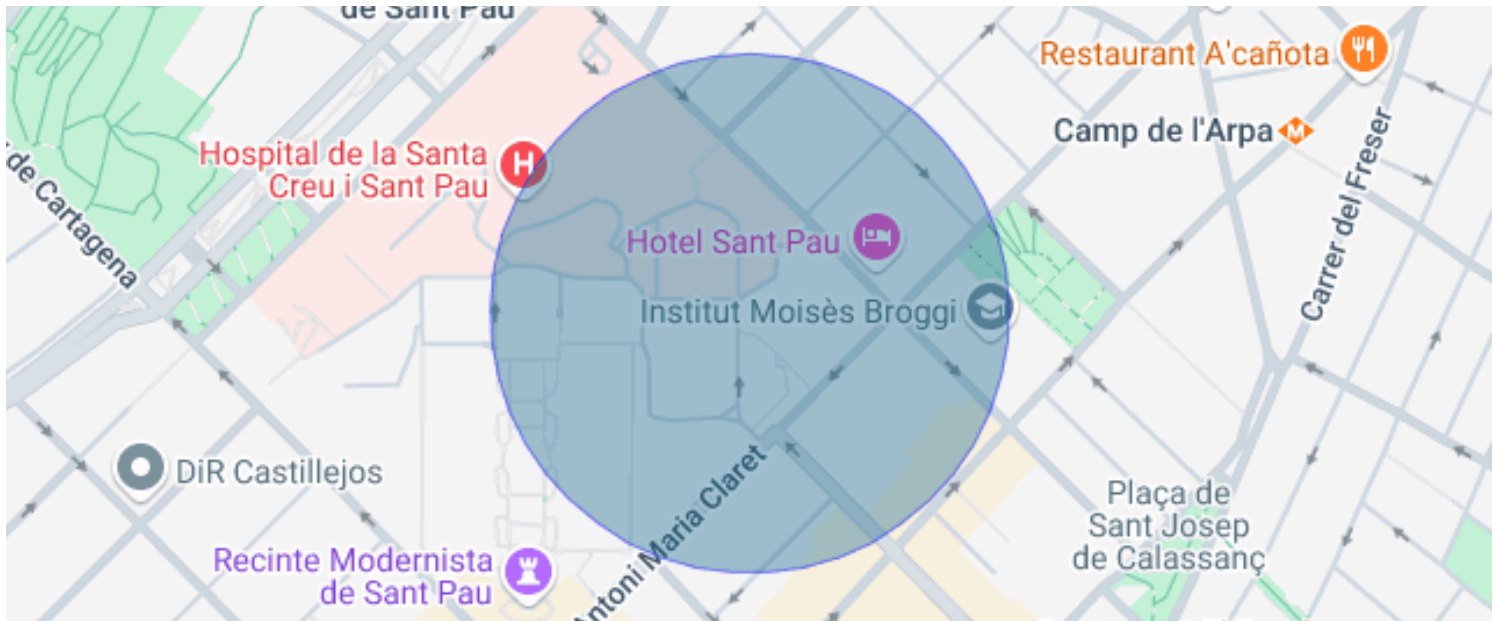 de Sant Pau
Restaurant A'cañota
Camp de l'Arpa
M
Hospital de la Santa
Creu i Sant Pau
H
de Cartagena
Carrer del Freser
Hotel Sant Pau
Institut Moisès Broggi
DiR Castillejos
Antoni Maria Claret
Plaça de
Sant Josep
de Calassanç
Recinte Modernista
de Sant Pau